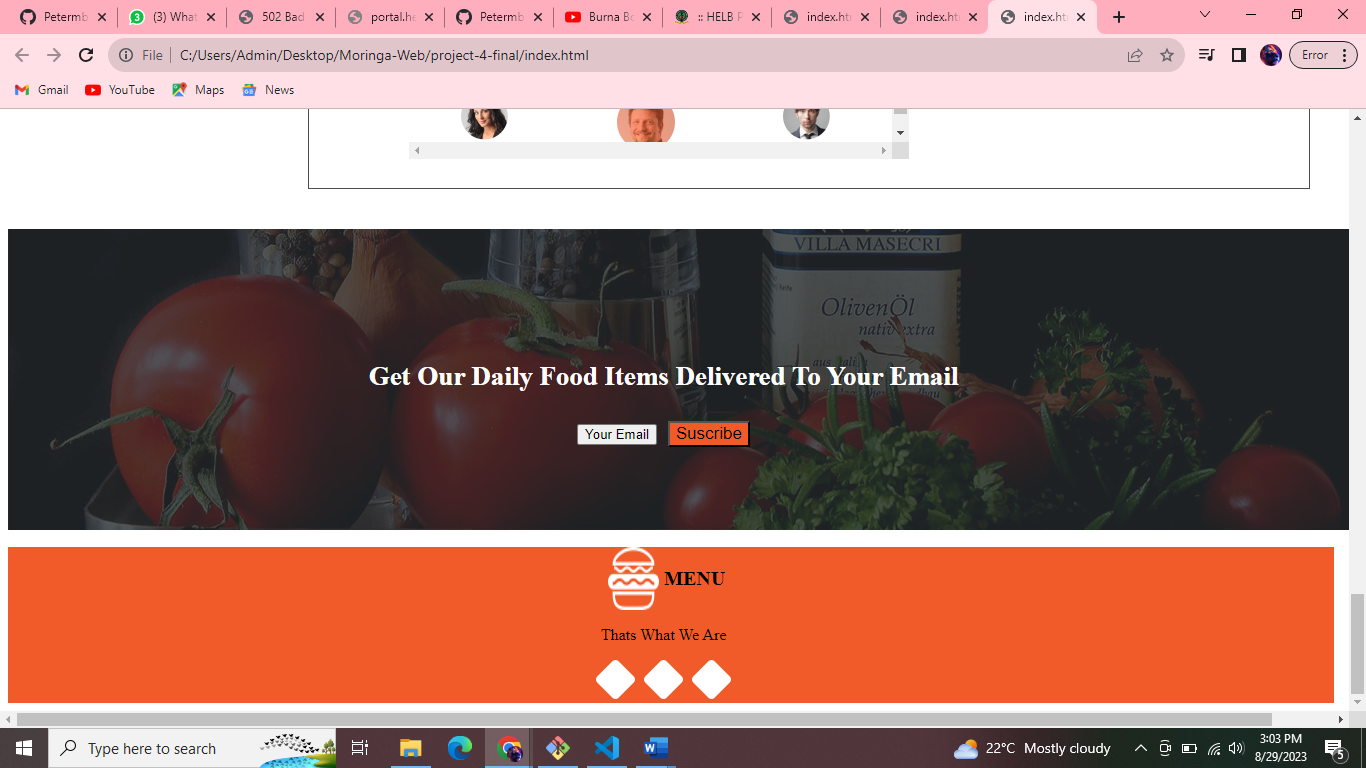 Petermb
(3) What
502 Bad
portal.he
Petermb
Burna Bo
:: HELB P
index.ht
index.ht
index.ht
File
C:/Users/Admin/Desktop/Moringa-Web/project-4-final/index.html
Error
Gmail
YouTube
Maps
News
VILLA MASECRI
OlivenÖl
nativ extra
Get Our Daily Food Items Delivered To Your Email
Your Email
Suscribe
MENU
Thats What We Are
Type here to search
22°C Mostly cloudy
3:03 PM
8/29/2023
5